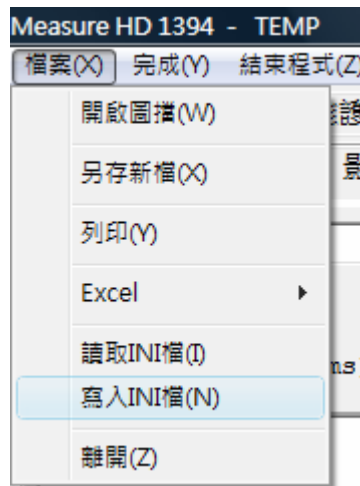 Measure HD 1394 - TEMP
檔案(X) 完成(Y) 結束程式(Z)
開啟圖擋(W)
另存新檔(X)
列印(Y)
Excel
讀取INI檔(I)
寫入INI檔(N)
離開(Z)